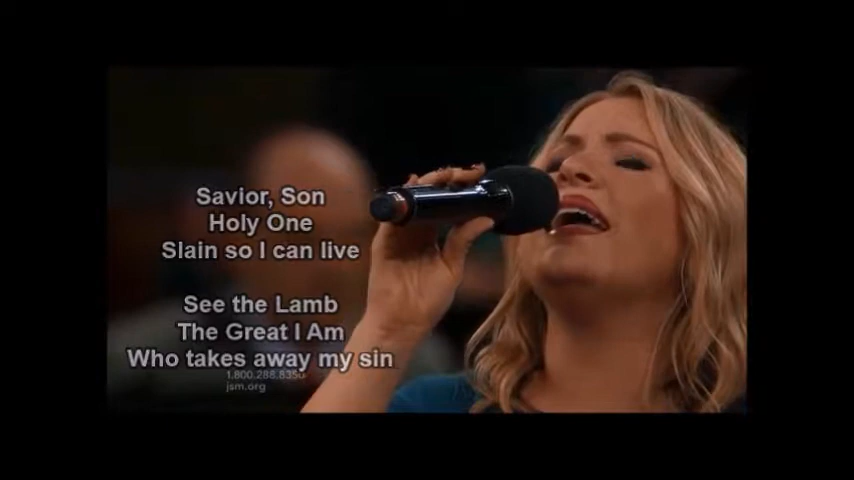 Savior, Son
Holy One
Slain so I can live
See the Lamb
The Great I Am
Who takes away my sin
1.800.288.8350
jsm.org